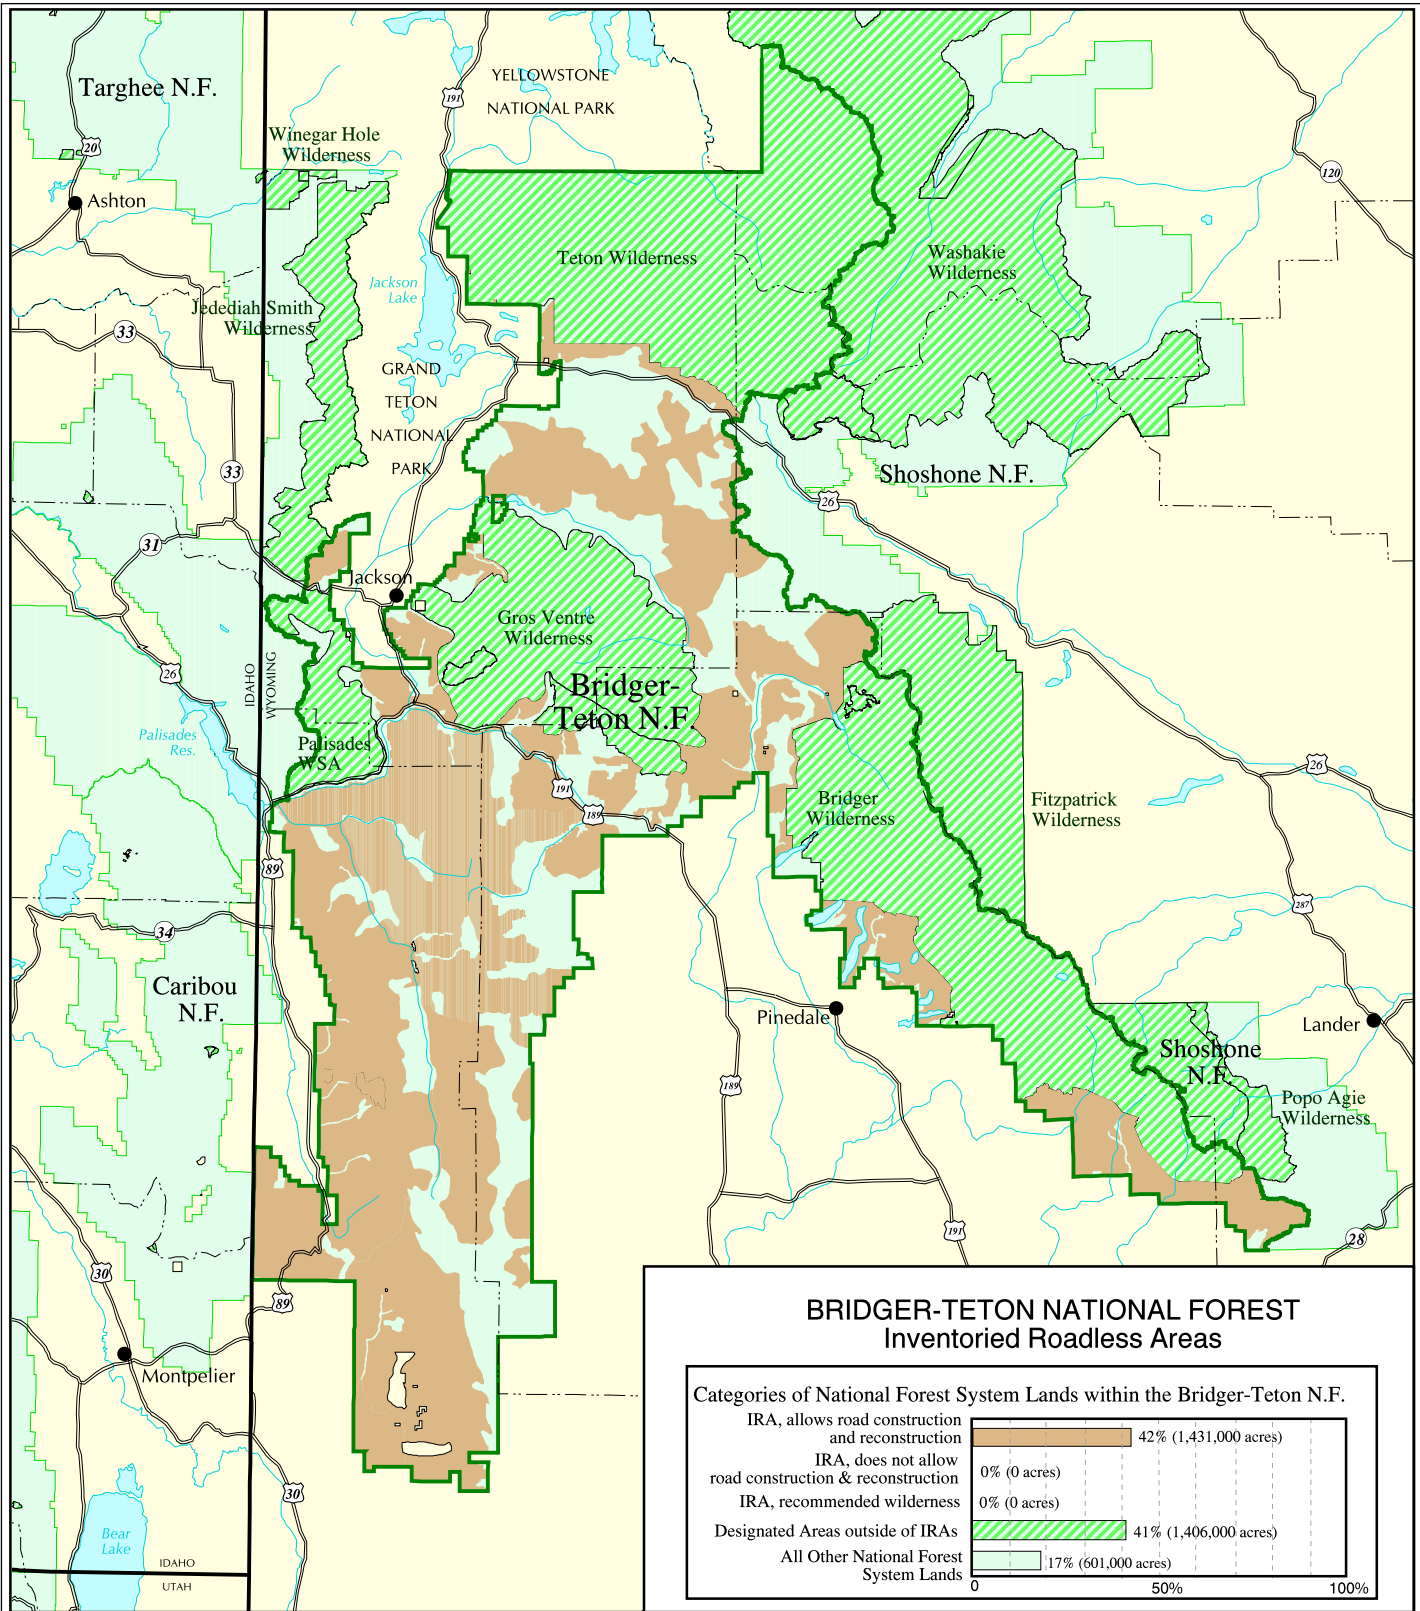 YELLOWSTONE
NATIONAL PARK
Targhee N.F.
191
Winegar Hole
Wilderness
20
120
Ashton
Teton Wilderness
Washakie
Wilderness
Jackson
Lake
Jedediah Smith
Wilderness
33
GRAND
TETON
NATIONAL
PARK
33
Shoshone N.F.
26
31
Jackson
Gros Ventre
Wilderness
26
IDAHO
WYOMING
Bridger-
Teton N.F.
Palisades
Res.
Palisades
WSA
26
191
189
Bridger
Wilderness
Fitzpatrick
Wilderness
89
287
34
Caribou
N.F.
Pinedale
Lander
Shoshone
N.F.
189
Popo Agie
Wilderness
191
28
30
89
Montpelier
30
Bear
Lake
IDAHO
UTAH
BRIDGER-TETON NATIONAL FOREST
Inventoried Roadless Areas
Categories of National Forest System Lands within the Bridger-Teton N.F.
IRA, allows road construction
and reconstruction
42% (1,431,000 acres)
IRA, does not allow
road construction & reconstruction
0% (0 acres)
IRA, recommended wilderness
0% (0 acres)
Designated Areas outside of IRAs
41% (1,406,000 acres)
All Other National Forest
System Lands
17% (601,000 acres)
0 50% 100%